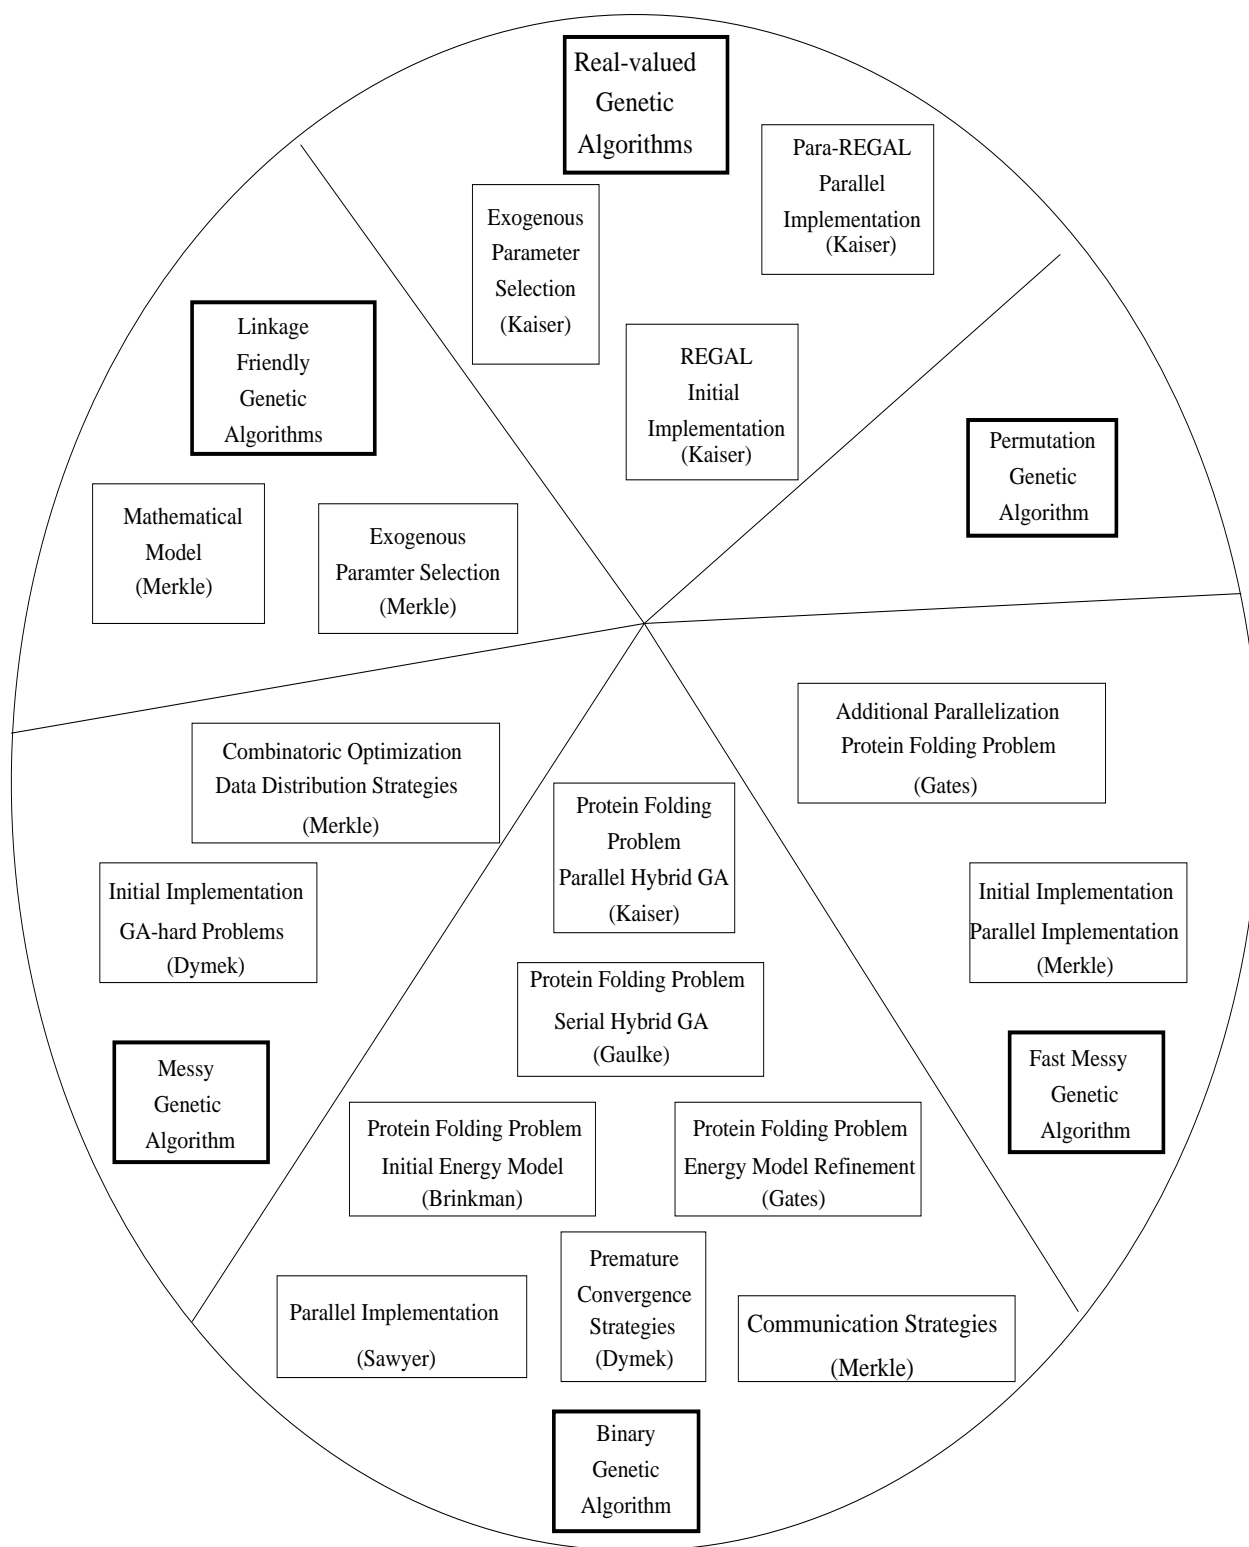 Real-valued
Genetic
Algorithms
Para-REGAL
Parallel
Implementation
(Kaiser)
Exogenous
Parameter
Selection
(Kaiser)
REGAL
Initial
Implementation
(Kaiser)
Linkage
Friendly
Genetic
Algorithms
Mathematical
Model
(Merkle)
Exogenous
Paramter Selection
(Merkle)
Permutation
Genetic
Algorithm
Combinatoric Optimization
Data Distribution Strategies
(Merkle)
Initial Implementation
GA-hard Problems
(Dymek)
Messy
Genetic
Algorithm
Additional Parallelization
Protein Folding Problem
(Gates)
Initial Implementation
Parallel Implementation
(Merkle)
Fast Messy
Genetic
Algorithm
Protein Folding
Problem
Parallel Hybrid GA
(Kaiser)
Protein Folding Problem
Serial Hybrid GA
(Gaulke)
Protein Folding Problem
Initial Energy Model
(Brinkman)
Protein Folding Problem
Energy Model Refinement
(Gates)
Parallel Implementation
(Sawyer)
Premature
Convergence
Strategies
(Dymek)
Communication Strategies
(Merkle)
Binary
Genetic
Algorithm